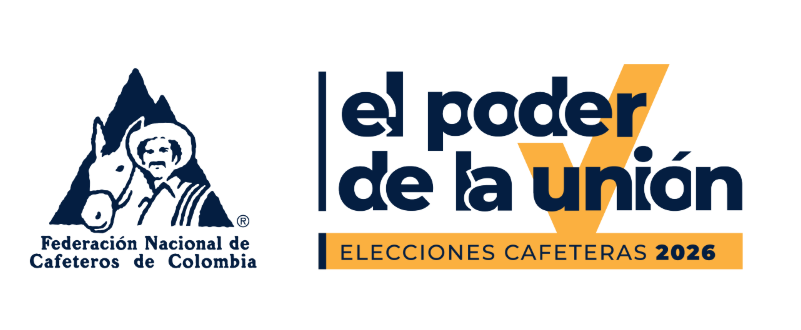 ®
Federación Nacional de
Cafeteros de Colombia
el poder
de la unión
ELECCIONES CAFETERAS 2026